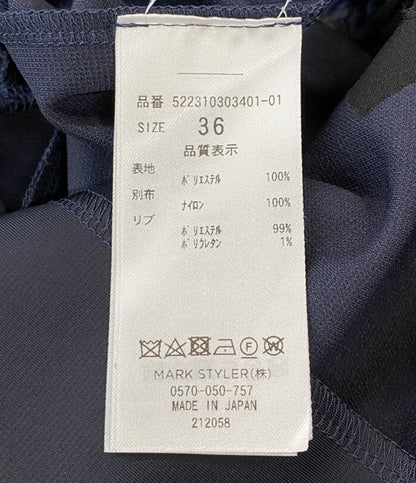 品番 522310303401-01
SIZE 36
品質表示
表地 ポリエステル 100%
別布 ナイロン 100%
リブ ポリエステル 99%
ポリウレタン 1%
MARK STYLER(株)
0570-050-757
MADE IN JAPAN
212058